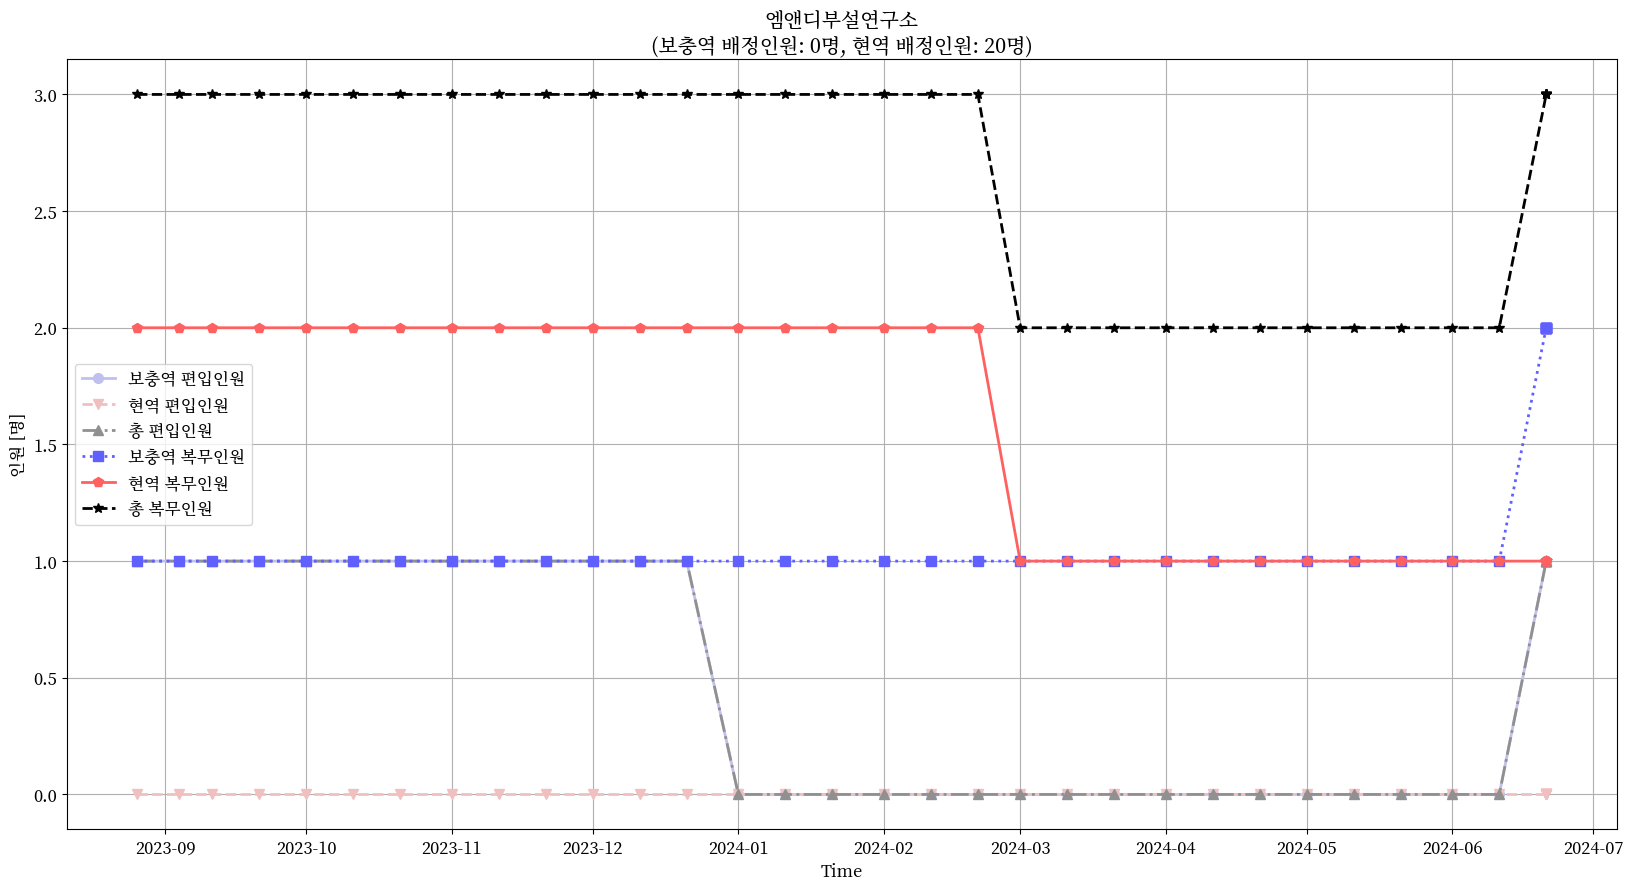 엠앤디부설연구소
(보충역 배정인원: 0명, 현역 배정인원: 20명)
3.0
2.5
2.0
1.5
1.0
0.5
0.0
인원 [명]
보충역 편입인원
현역 편입인원
총 편입인원
보충역 복무인원
현역 복무인원
총 복무인원
2023-09
2023-10
2023-11
2023-12
2024-01
2024-02
2024-03
2024-04
2024-05
2024-06
2024-07
Time